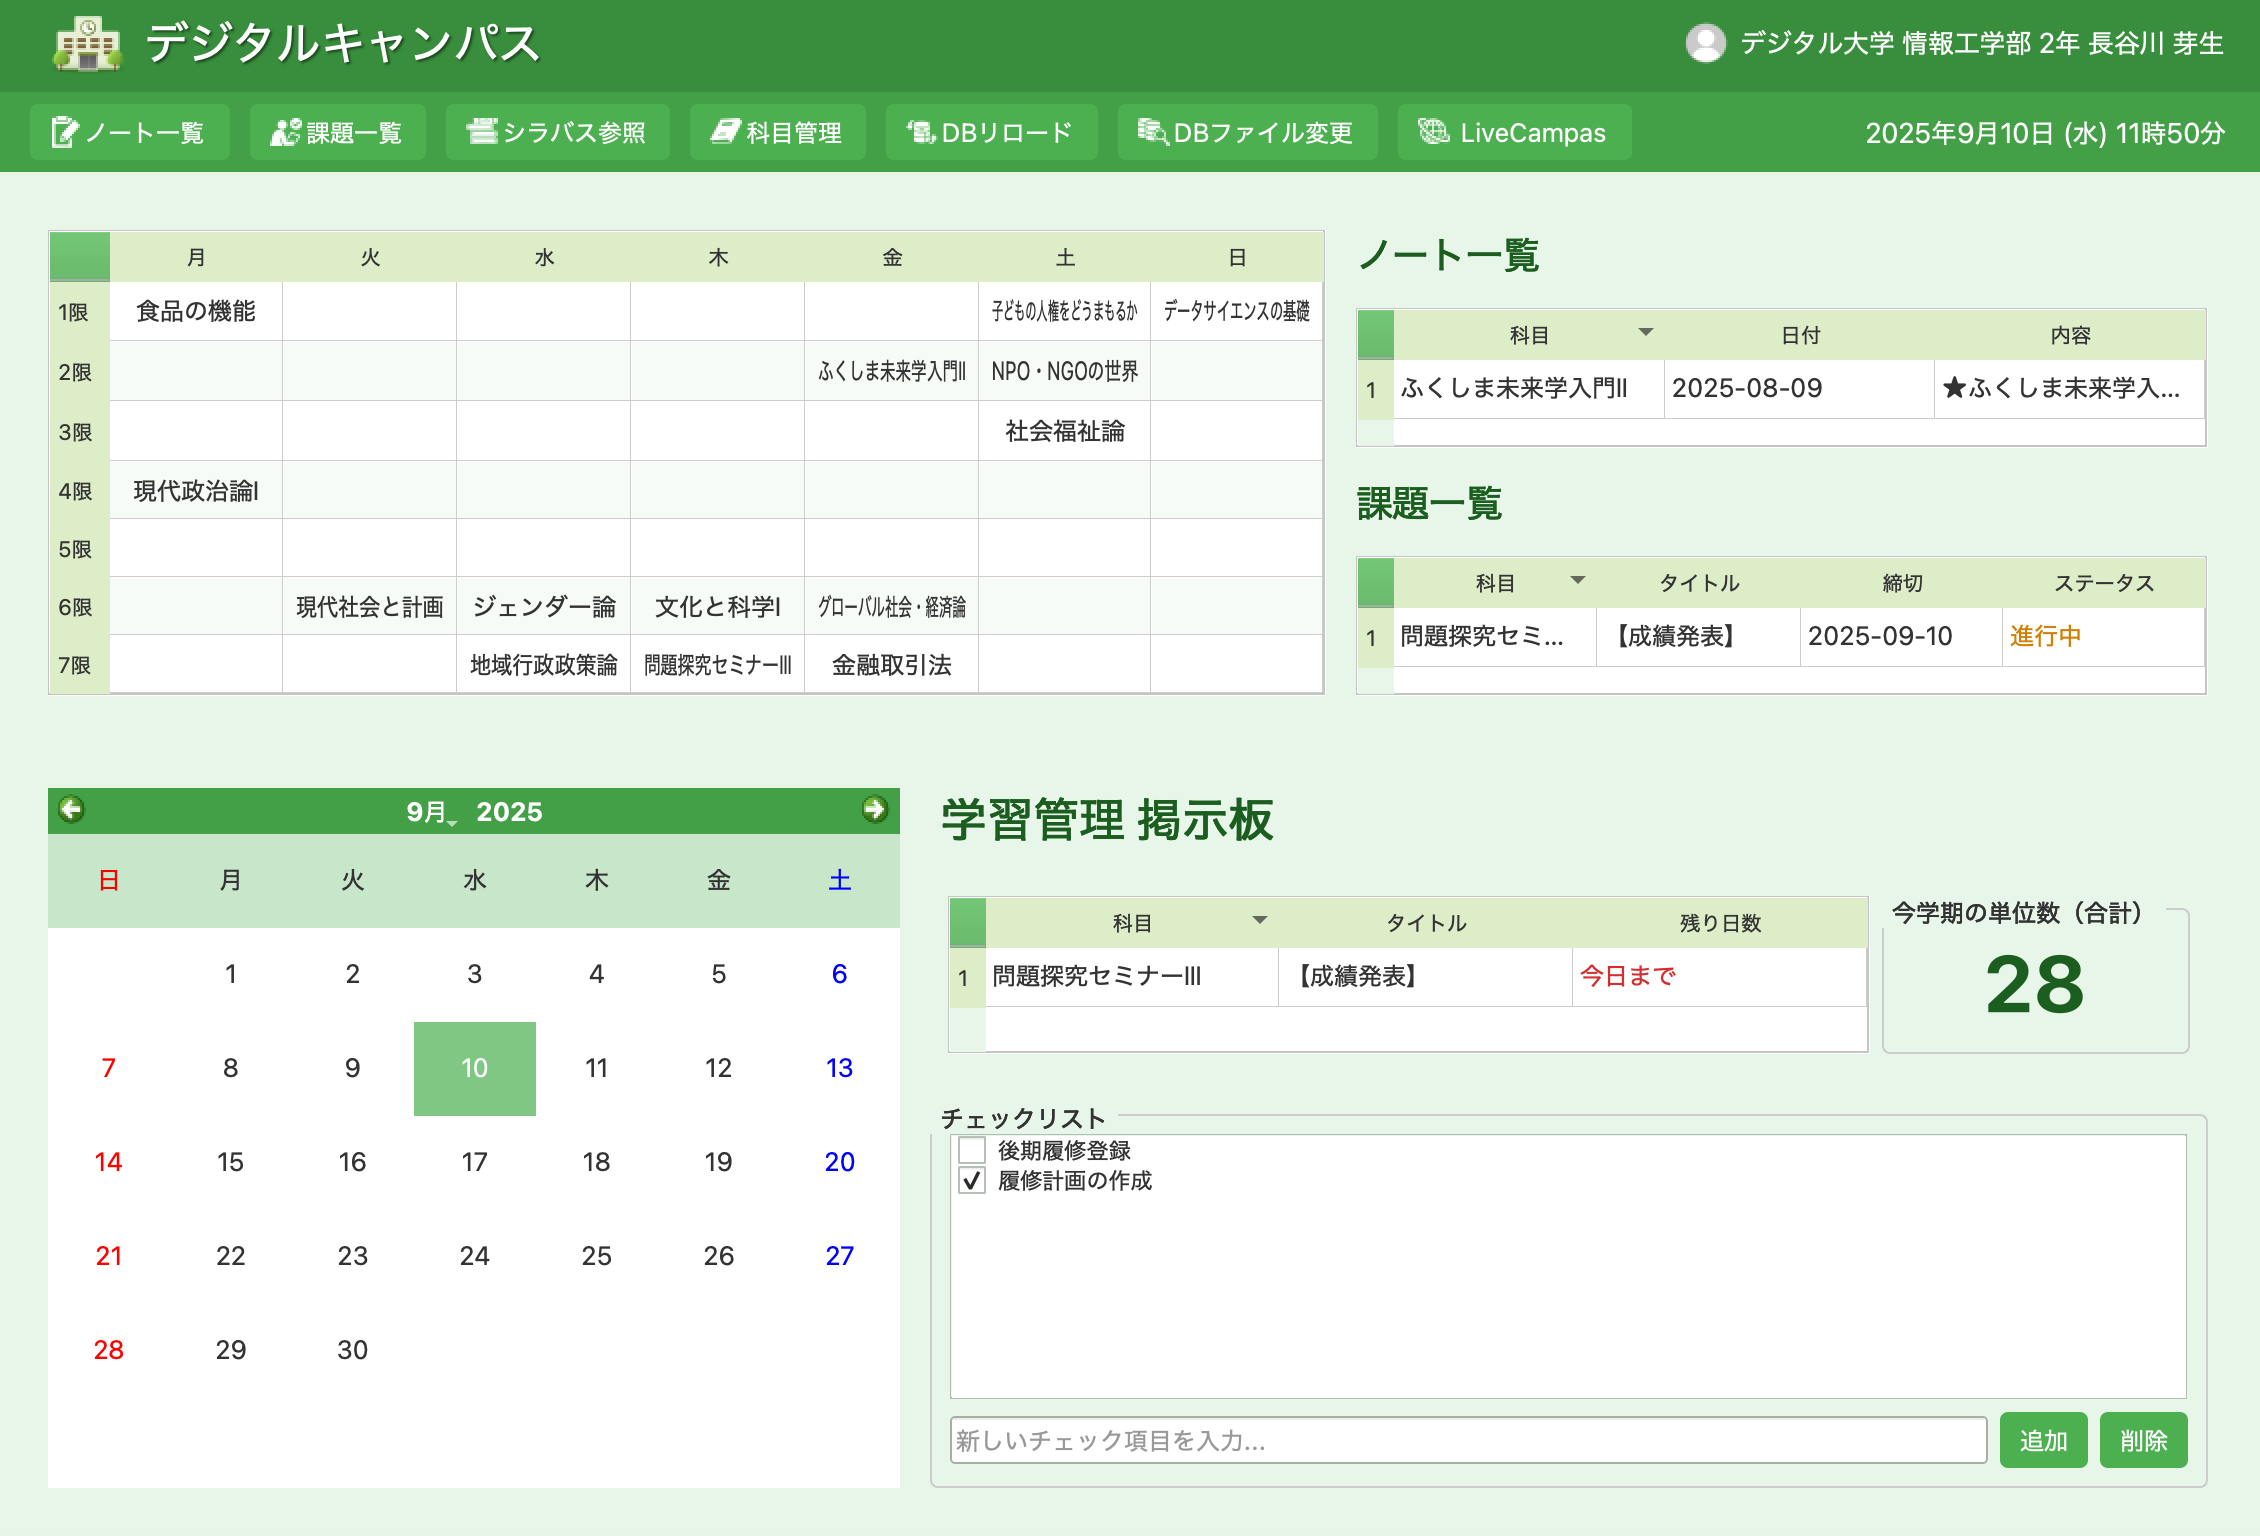 デジタルキャンパス
デジタル大学 情報工学部 2年 長谷川 芽生
ノート一覧 課題一覧 シラバス参照 科目管理 DBリロード DBファイル変更 LiveCampas 2025年9月10日 (水) 11時50分
月 火 水 木 金 土 日
1限 食品の機能 子どもの人権をどうまもるか データサイエンスの基礎
2限 ふくしま未来学入門II NPO・NGOの世界
3限 社会福祉論
4限 現代政治論I
5限
6限 現代社会と計画 ジェンダー論 文化と科学I グローバル社会・経済論
7限 地域行政政策論 問題探究セミナーIII 金融取引法
ノート一覧
科目 日付 内容
1 ふくしま未来学入門II 2025-08-09 ★ふくしま未来学入...
課題一覧
科目 タイトル 締切 ステータス
1 問題探究セミ... 【成績発表】 2025-09-10 進行中
9月 2025
日 月 火 水 木 金 土
1 2 3 4 5 6
7 8 9 10 11 12 13
14 15 16 17 18 19 20
21 22 23 24 25 26 27
28 29 30
学習管理 掲示板
科目 タイトル 残り日数
1 問題探究セミナーIII 【成績発表】 今日まで
今学期の単位数（合計）
28
チェックリスト
後期履修登録
履修計画の作成
新しいチェック項目を入力... 追加 削除